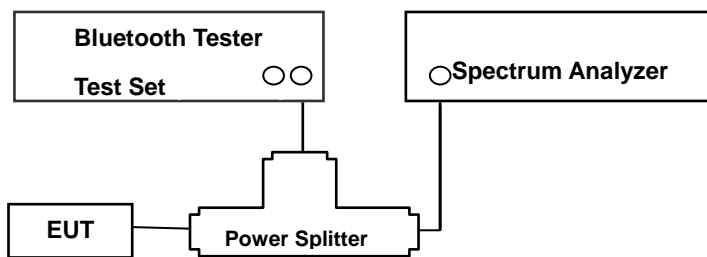 Bluetooth Tester
Test Set
Spectrum Analyzer
EUT
Power Splitter